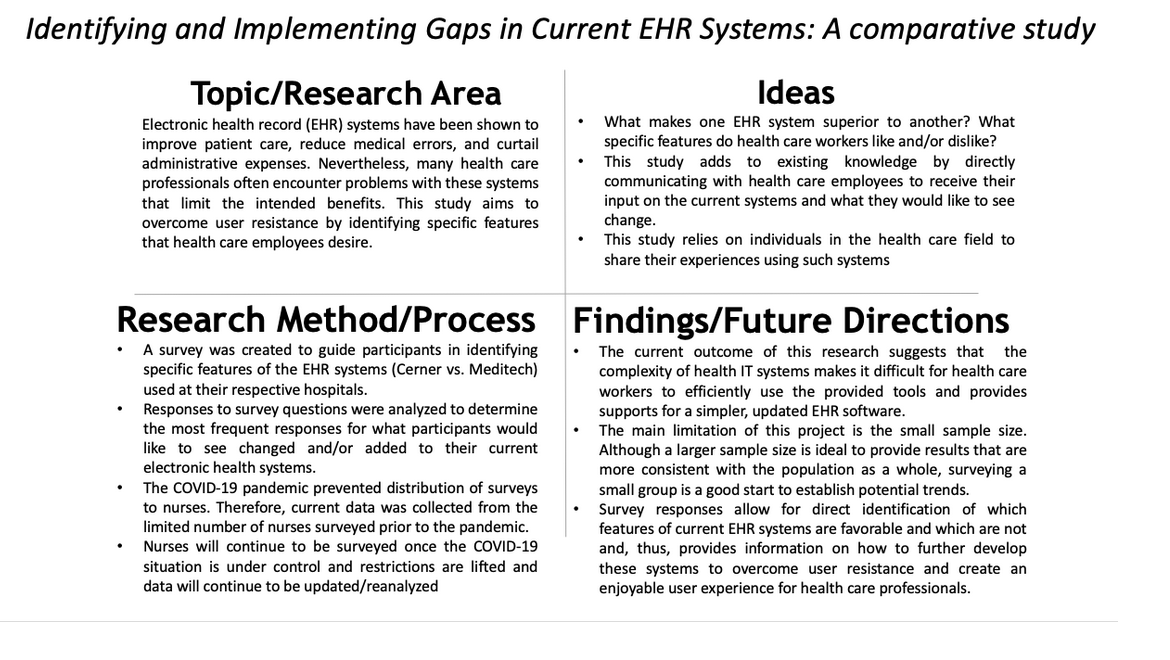 Identifying and Implementing Gaps in Current EHR Systems: A comparative study
Topic/Research Area
Electronic health record (EHR) systems have been shown to
improve patient care, reduce medical errors, and curtail
administrative expenses. Nevertheless, many health care
professionals often encounter problems with these systems
that limit the intended benefits. This study aims to
overcome user resistance by identifying specific features
that health care employees desire.
Ideas
• What makes one EHR system superior to another? What
specific features do health care workers like and/or dislike?
• This study adds to existing knowledge by directly
communicating with health care employees to receive their
input on the current systems and what they would like to see
change.
• This study relies on individuals in the health care field to
share their experiences using such systems
Research Method/Process
• A survey was created to guide participants in identifying
specific features of the EHR systems (Cerner vs. Meditech)
used at their respective hospitals.
• Responses to survey questions were analyzed to determine
the most frequent responses for what participants would
like to see changed and/or added to their current
electronic health systems.
• The COVID-19 pandemic prevented distribution of surveys
to nurses. Therefore, current data was collected from the
limited number of nurses surveyed prior to the pandemic.
• Nurses will continue to be surveyed once the COVID-19
situation is under control and restrictions are lifted and
data will continue to be updated/reanalyzed
Findings/Future Directions
• The current outcome of this research suggests that the
complexity of health IT systems makes it difficult for health care
workers to efficiently use the provided tools and provides
supports for a simpler, updated EHR software.
• The main limitation of this project is the small sample size.
Although a larger sample size is ideal to provide results that are
more consistent with the population as a whole, surveying a
small group is a good start to establish potential trends.
• Survey responses allow for direct identification of which
features of current EHR systems are favorable and which are not
and, thus, provides information on how to further develop
these systems to overcome user resistance and create an
enjoyable user experience for health care professionals.